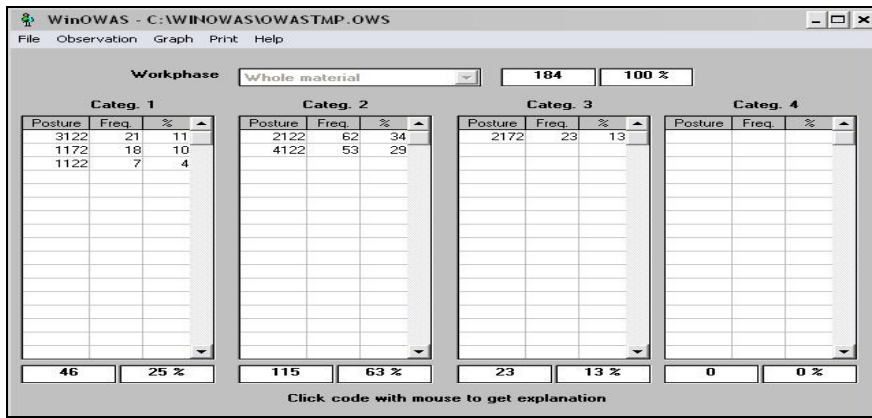 WinOWAS - C:\WINOWAS\OWASTMP.OWS
File Observation Graph Print Help
Workphase Whole material 184 100 %
Categ. 1 Categ. 2 Categ. 3 Categ. 4
Posture Freq. % Posture Freq. % Posture Freq. % Posture Freq. %
3122 21 11 2122 62 34 2172 23 13
1172 18 10 4122 53 29
1122 7 4
46 25 % 115 63 % 23 13 % 0 0 %
Click code with mouse to get explanation